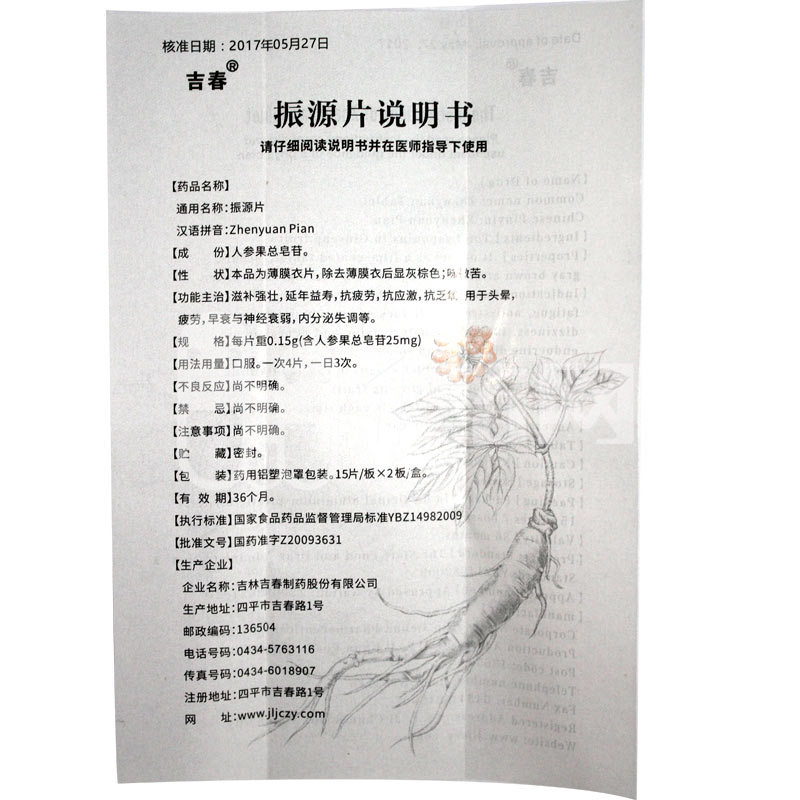 核准日期：2017年05月27日
吉春®
振源片说明书
请仔细阅读说明书并在医师指导下使用
【药品名称】
通用名称：振源片
汉语拼音：Zhenyuan Pian
【成　　份】人参果总皂苷。
【性　　状】本品为薄膜衣片，除去薄膜衣后显灰棕色；味微苦。
【功能主治】滋补强壮，延年益寿，抗疲劳，抗应激，抗乏氧，用于头晕，
疲劳，早衰与神经衰弱，内分泌失调等。
【规　　格】每片重0.15g(含人参果总皂苷25mg)
【用法用量】口服。一次4片，一日3次。
【不良反应】尚不明确。
【禁　　忌】尚不明确。
【注意事项】尚不明确。
【贮　　藏】密封。
【包　　装】药用铝塑泡罩包装。15片/板×2板/盒。
【有 效 期】36个月。
【执行标准】国家食品药品监督管理局标准YBZ14982009
【批准文号】国药准字Z20093631
【生产企业】
企业名称：吉林吉春制药股份有限公司
生产地址：四平市吉春路1号
邮政编码：136504
电话号码：0434-5763116
传真号码：0434-6018907
注册地址：四平市吉春路1号
网　　址：www.jljczy.com